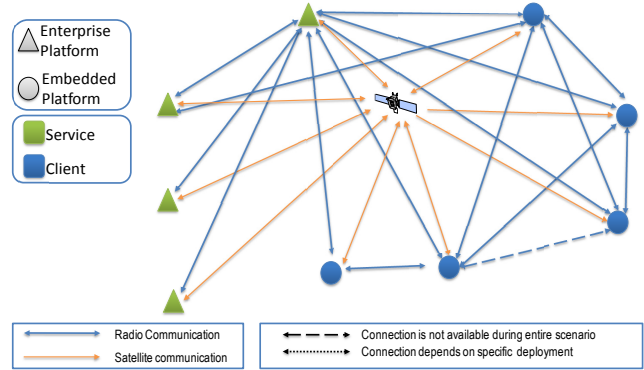 Enterprise
Platform
Embedded
Platform
Service
Client
Radio Communication
Satellite communication
Connection is not available during entire scenario
Connection depends on specific deployment